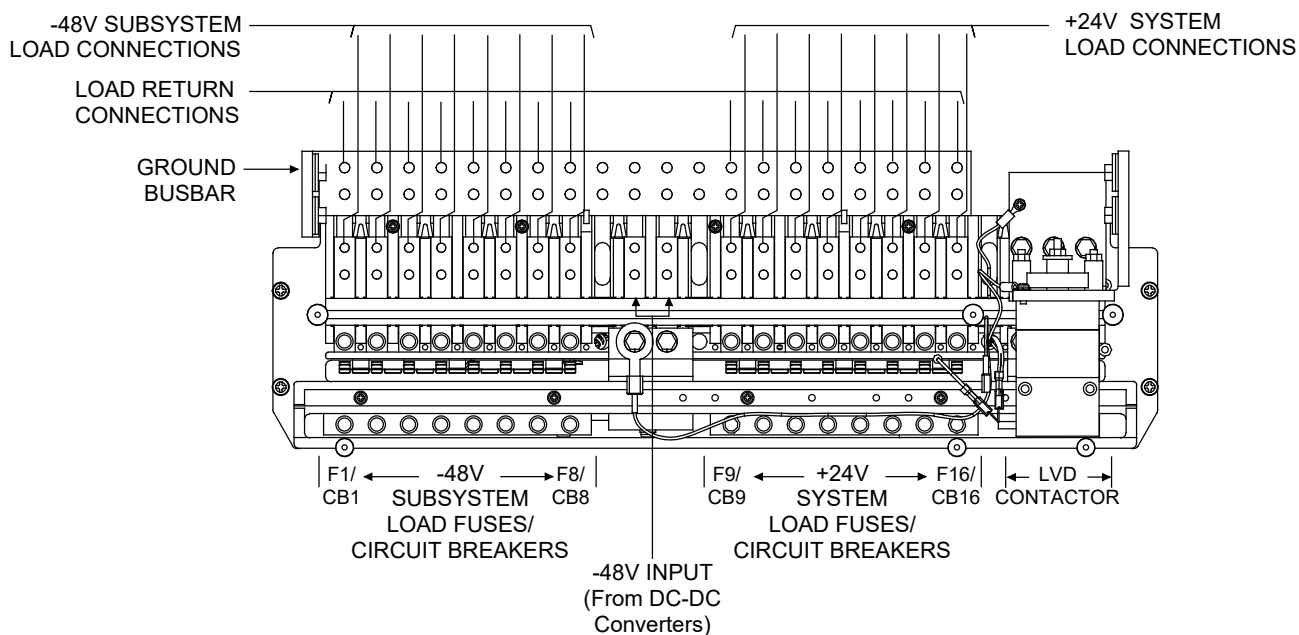 -48V SUBSYSTEM
LOAD CONNECTIONS
+24V SYSTEM
LOAD CONNECTIONS
LOAD RETURN
CONNECTIONS
GROUND
BUSBAR
F1/
CB1
-48V
SUBSYSTEM
LOAD FUSES/
CIRCUIT BREAKERS
F8/
CB8
F9/
CB9
+24V
SYSTEM
LOAD FUSES/
CIRCUIT BREAKERS
F16/
CB16
LVD
CONTACTOR
-48V INPUT
(From DC-DC
Converters)